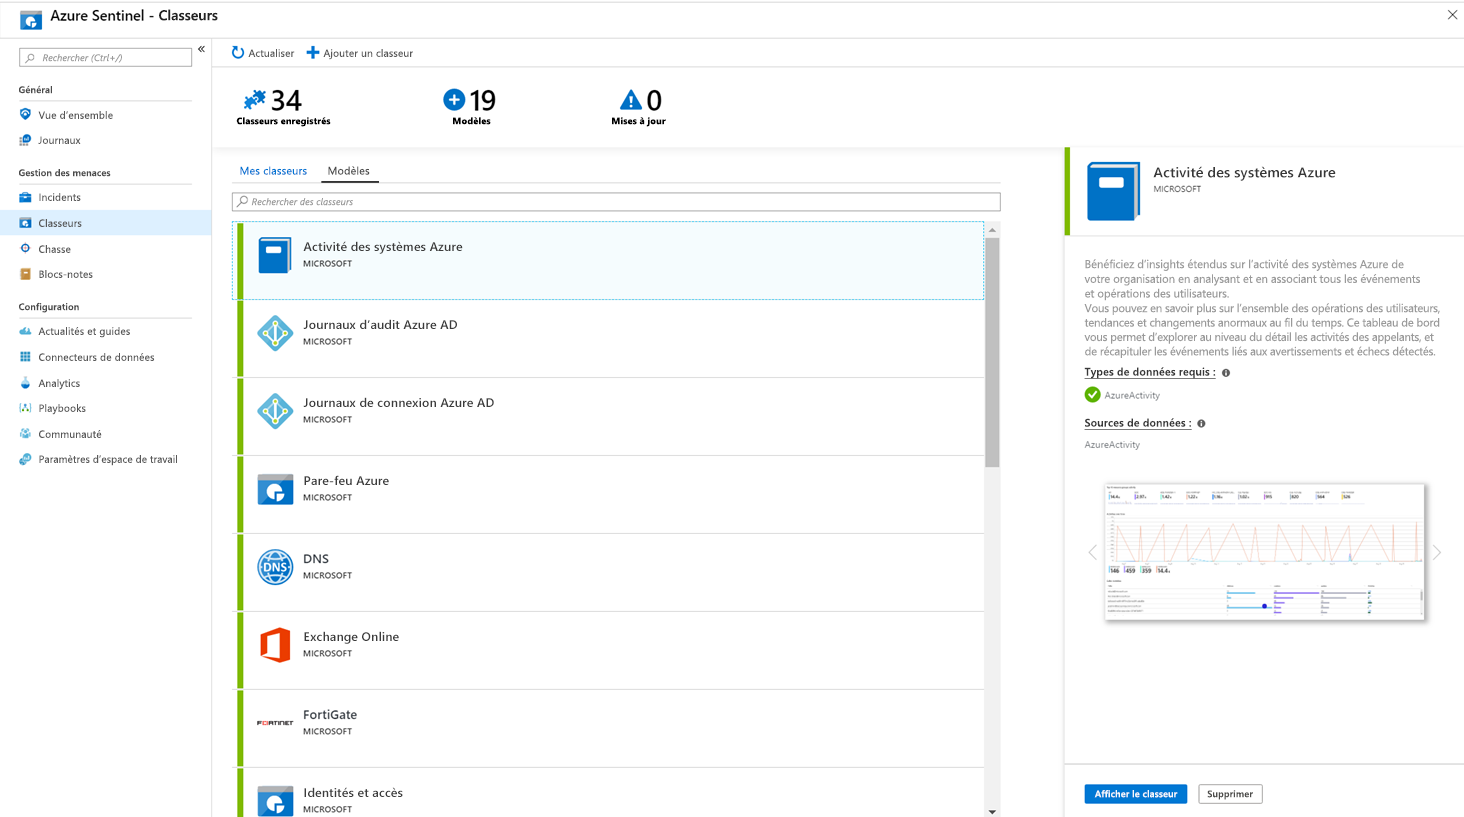 Azure Sentinel - Classeurs
Rechercher (Ctrl+/)
«
Général
Vue d'ensemble
Journaux
Gestion des menaces
Incidents
Classeurs
Chasse
Blocs-notes
Configuration
Actualités et guides
Connecteurs de données
Analytics
Playbooks
Communauté
Paramètres d'espace de travail
Actualiser
Ajouter un classeur
34
Classeurs enregistrés
19
Modèles
0
Mises à jour
Mes classeurs
Modèles
Rechercher des classeurs
Activité des systèmes Azure
MICROSOFT
Journaux d'audit Azure AD
MICROSOFT
Journaux de connexion Azure AD
MICROSOFT
Pare-feu Azure
MICROSOFT
DNS
DNS
MICROSOFT
Exchange Online
MICROSOFT
FORTINET
FortiGate
MICROSOFT
Identités et accès
MICROSOFT
Activité des systèmes Azure
MICROSOFT
Bénéficiez d'insights étendus sur l'activité des systèmes Azure de
votre organisation en analysant et en associant tous les événements
et opérations des utilisateurs.
Vous pouvez en savoir plus sur l'ensemble des opérations des utilisateurs,
tendances et changements anormaux au fil du temps. Ce tableau de bord
vous permet d'explorer au niveau du détail les activités des appelants, et
de récapituler les événements liés aux avertissements et échecs détectés.
Types de données requis :
AzureActivity
Sources de données :
AzureActivity
146 459 359 14.4
Afficher le classeur
Supprimer